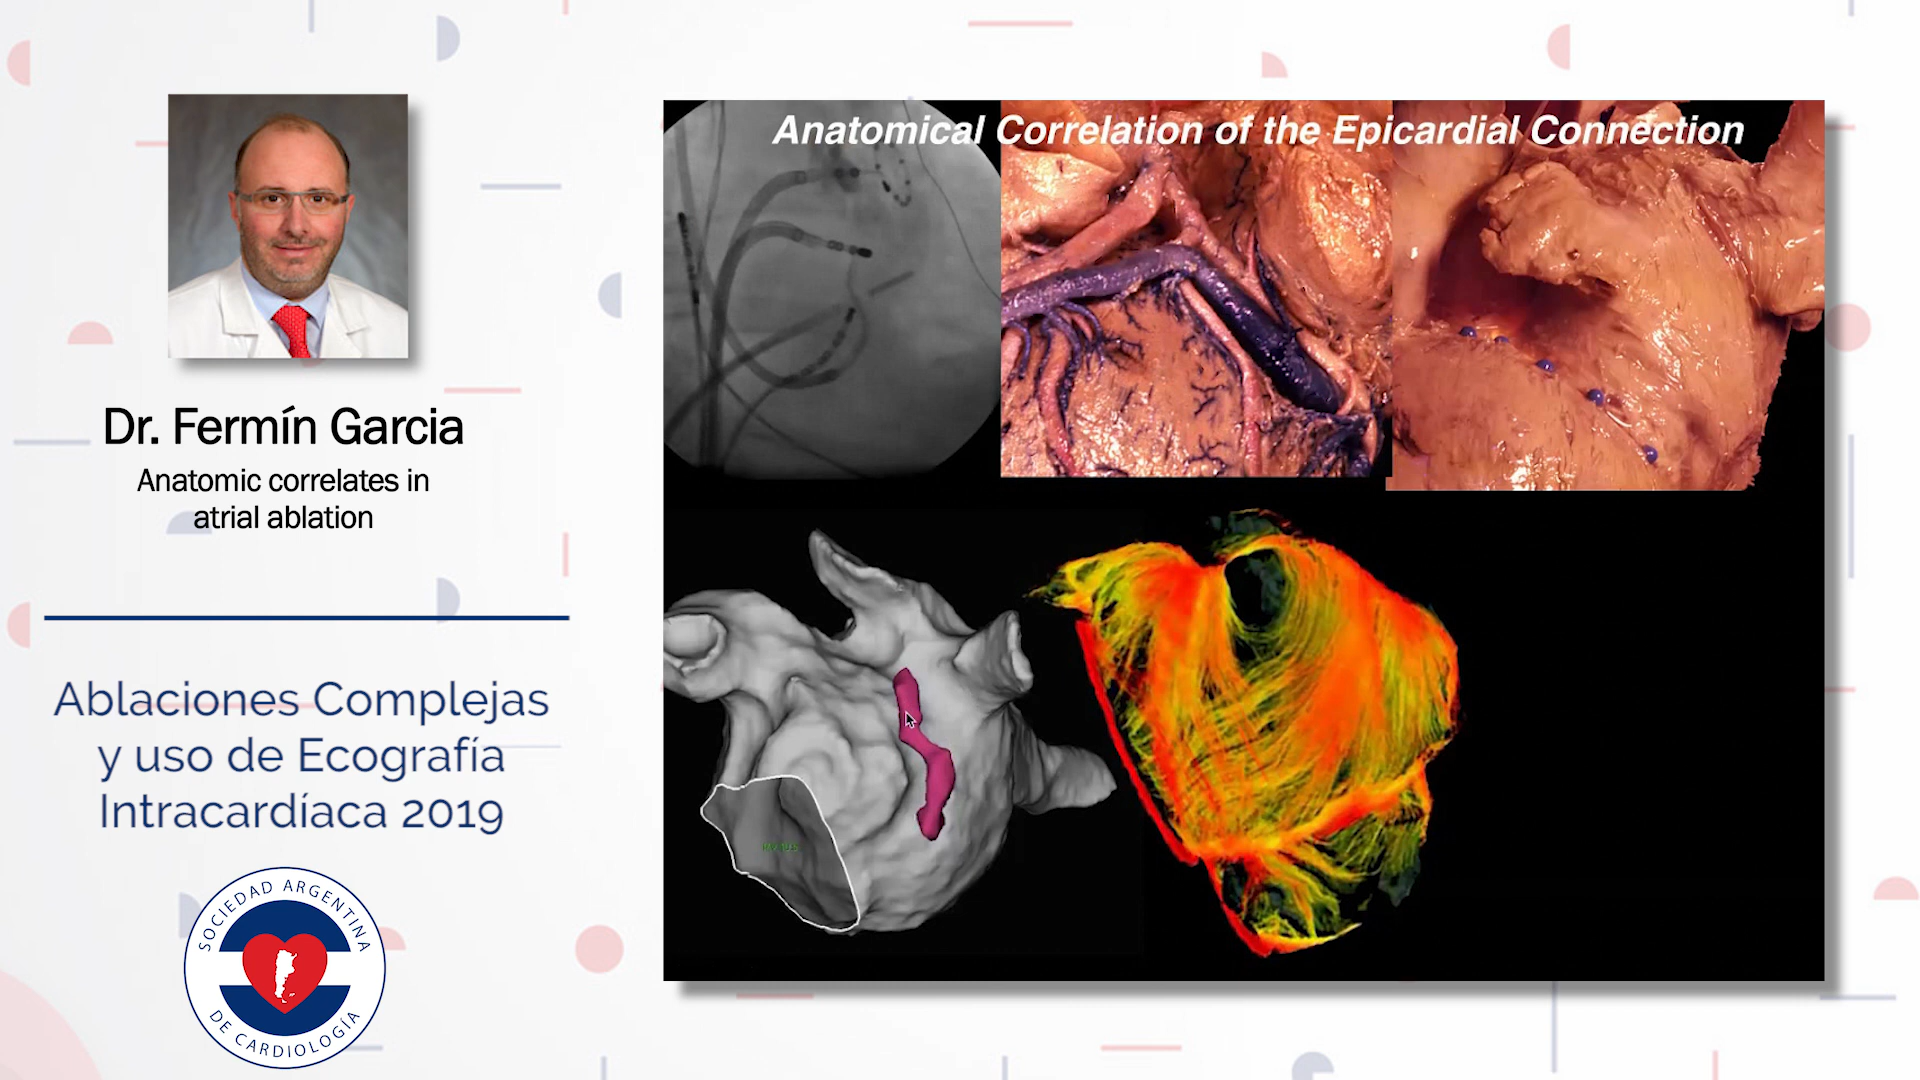 Anatomical Correlation of the Epicardial Connection
Dr. Fermín Garcia
Anatomic correlates in
atrial ablation
Ablaciones Complejas
y uso de Ecografía
Intracardíaca 2019
SOCIEDAD ARGENTINA
DE CARDIOLOGÍA